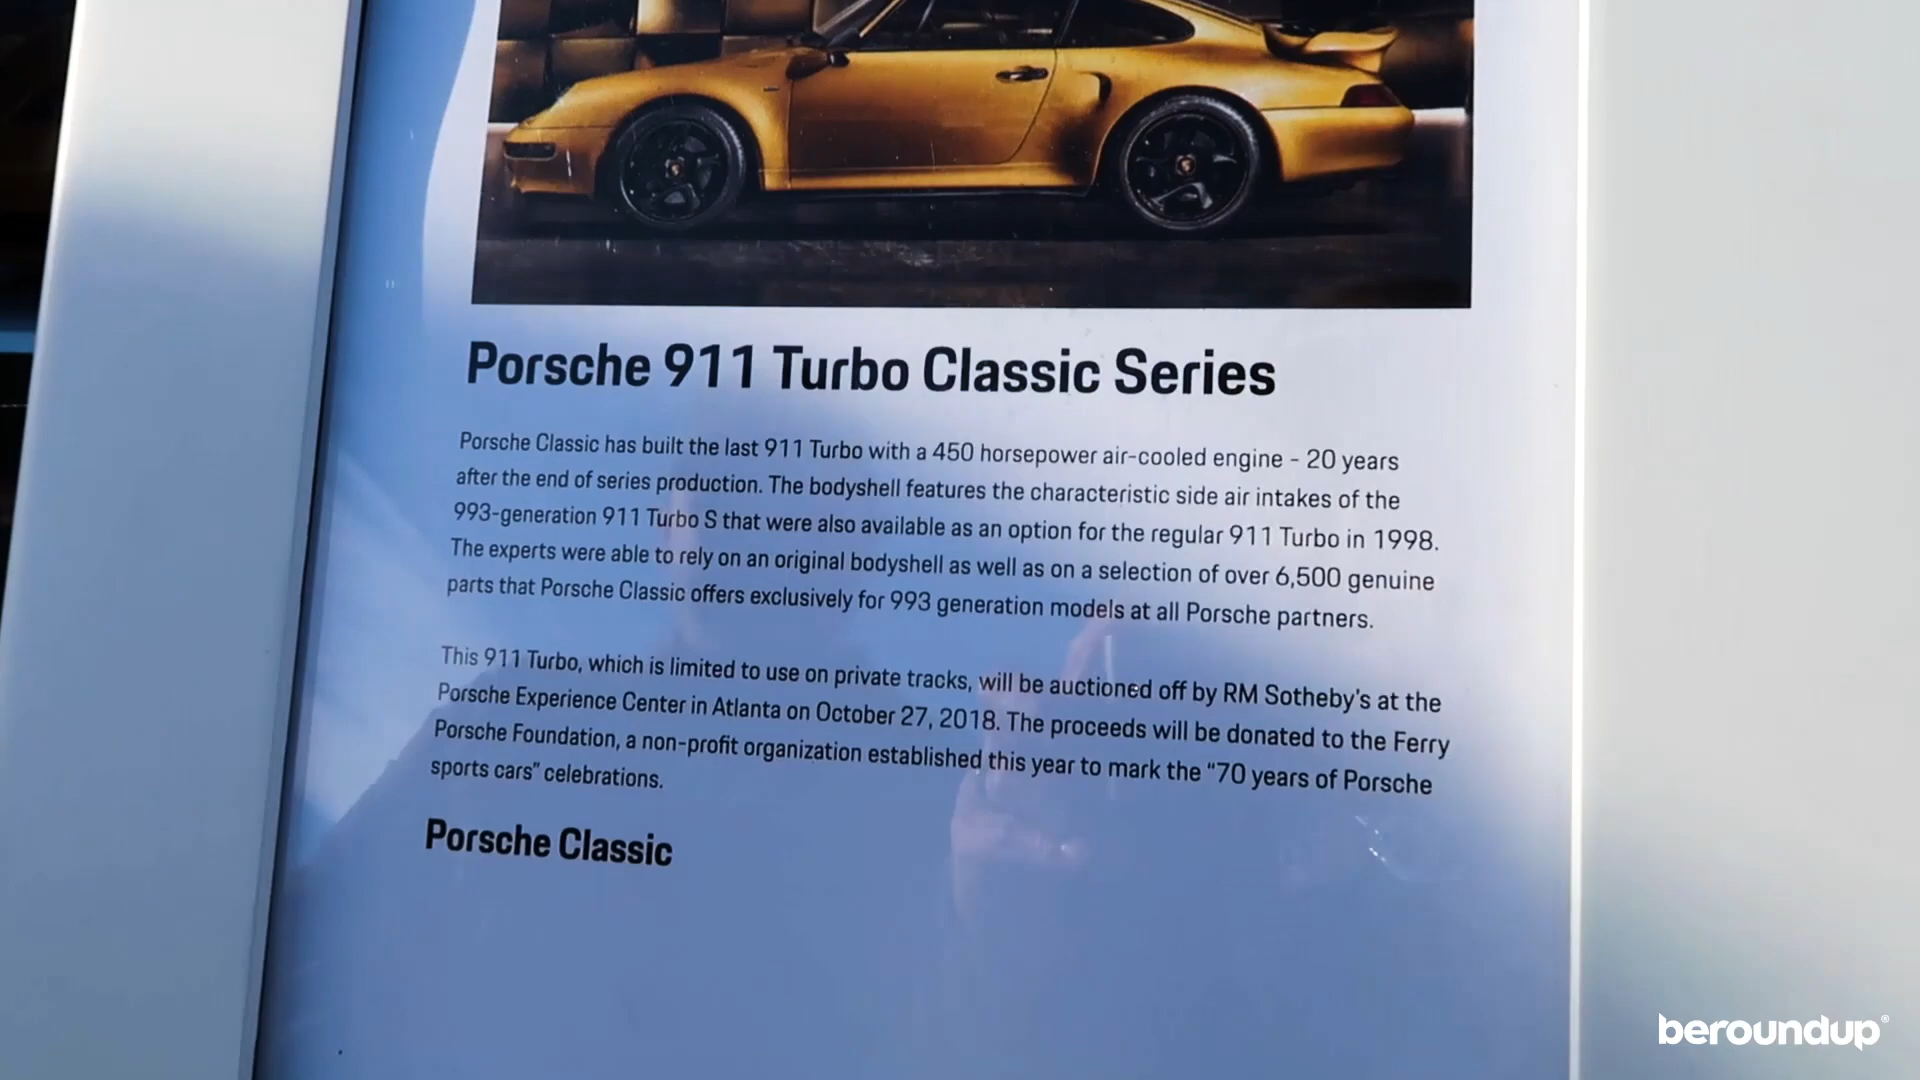 Porsche 911 Turbo Classic Series
Porsche Classic has built the last 911 Turbo with a 450 horsepower air-cooled engine - 20 years
after the end of series production. The bodyshell features the characteristic side air intakes of the
993-generation 911 Turbo S that were also available as an option for the regular 911 Turbo in 1998.
The experts were able to rely on an original bodyshell as well as on a selection of over 6,500 genuine
parts that Porsche Classic offers exclusively for 993 generation models at all Porsche partners.
This 911 Turbo, which is limited to use on private tracks, will be auctioned off by RM Sotheby's at the
Porsche Experience Center in Atlanta on October 27, 2018. The proceeds will be donated to the Ferry
Porsche Foundation, a non-profit organization established this year to mark the “70 years of Porsche
sports cars” celebrations.
Porsche Classic
beroundup®